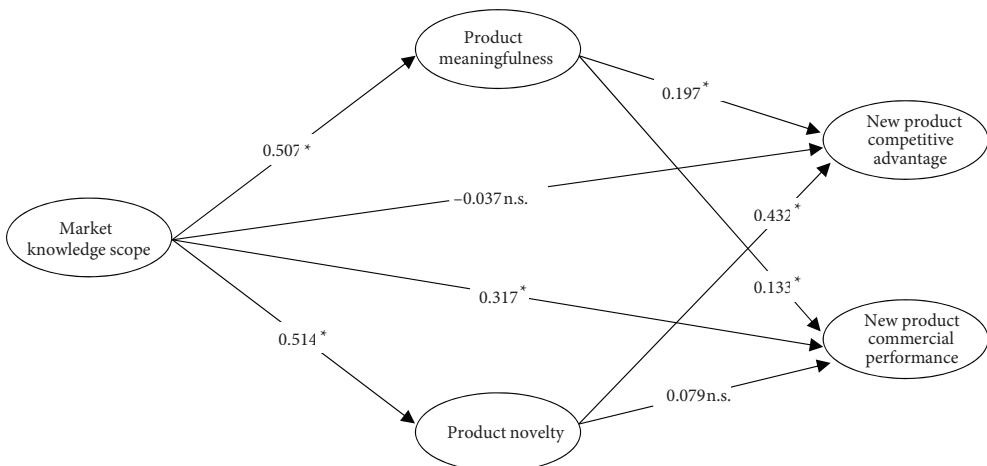 Product
meaningfulness
0.197*
New product
competitive
advantage
0.507*
–0.037 n.s.
Market
knowledge scope
0.432*
0.133*
0.317*
New product
commercial
performance
0.514*
0.079 n.s.
Product novelty